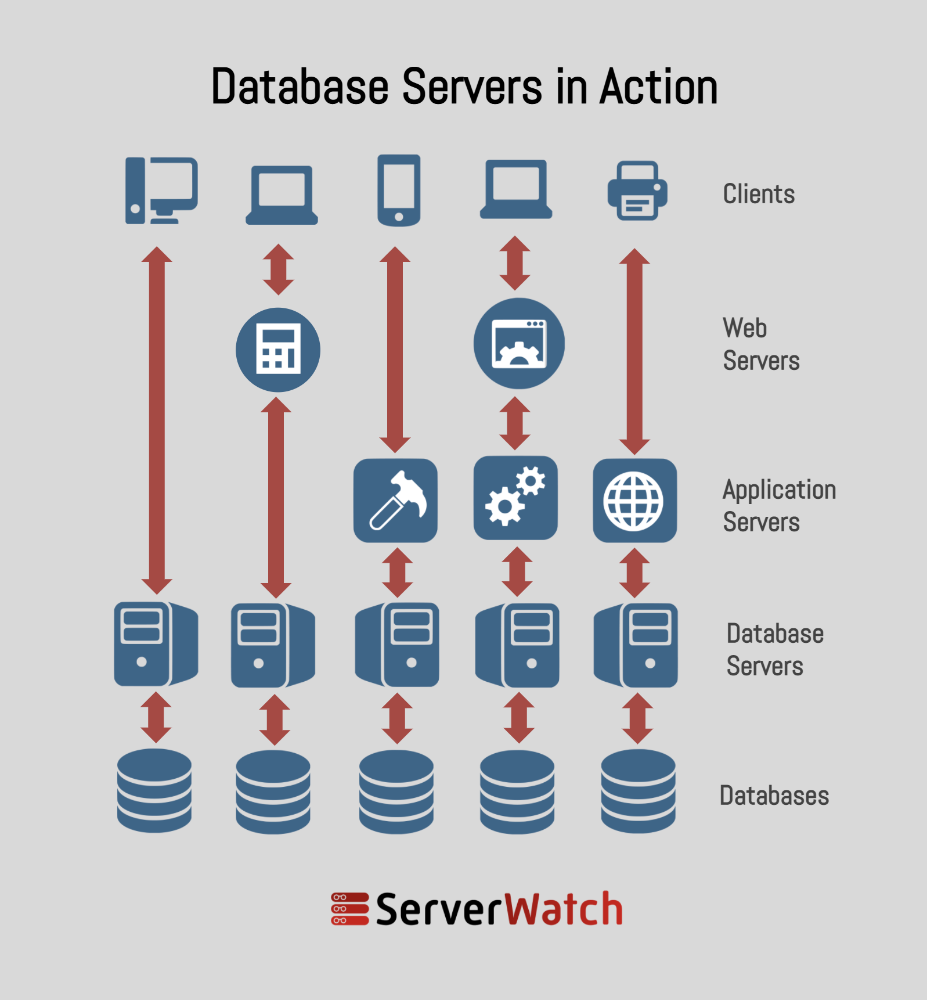 Database Servers in Action
Clients
Web
Servers
Application
Servers
Database
Servers
Databases
ServerWatch